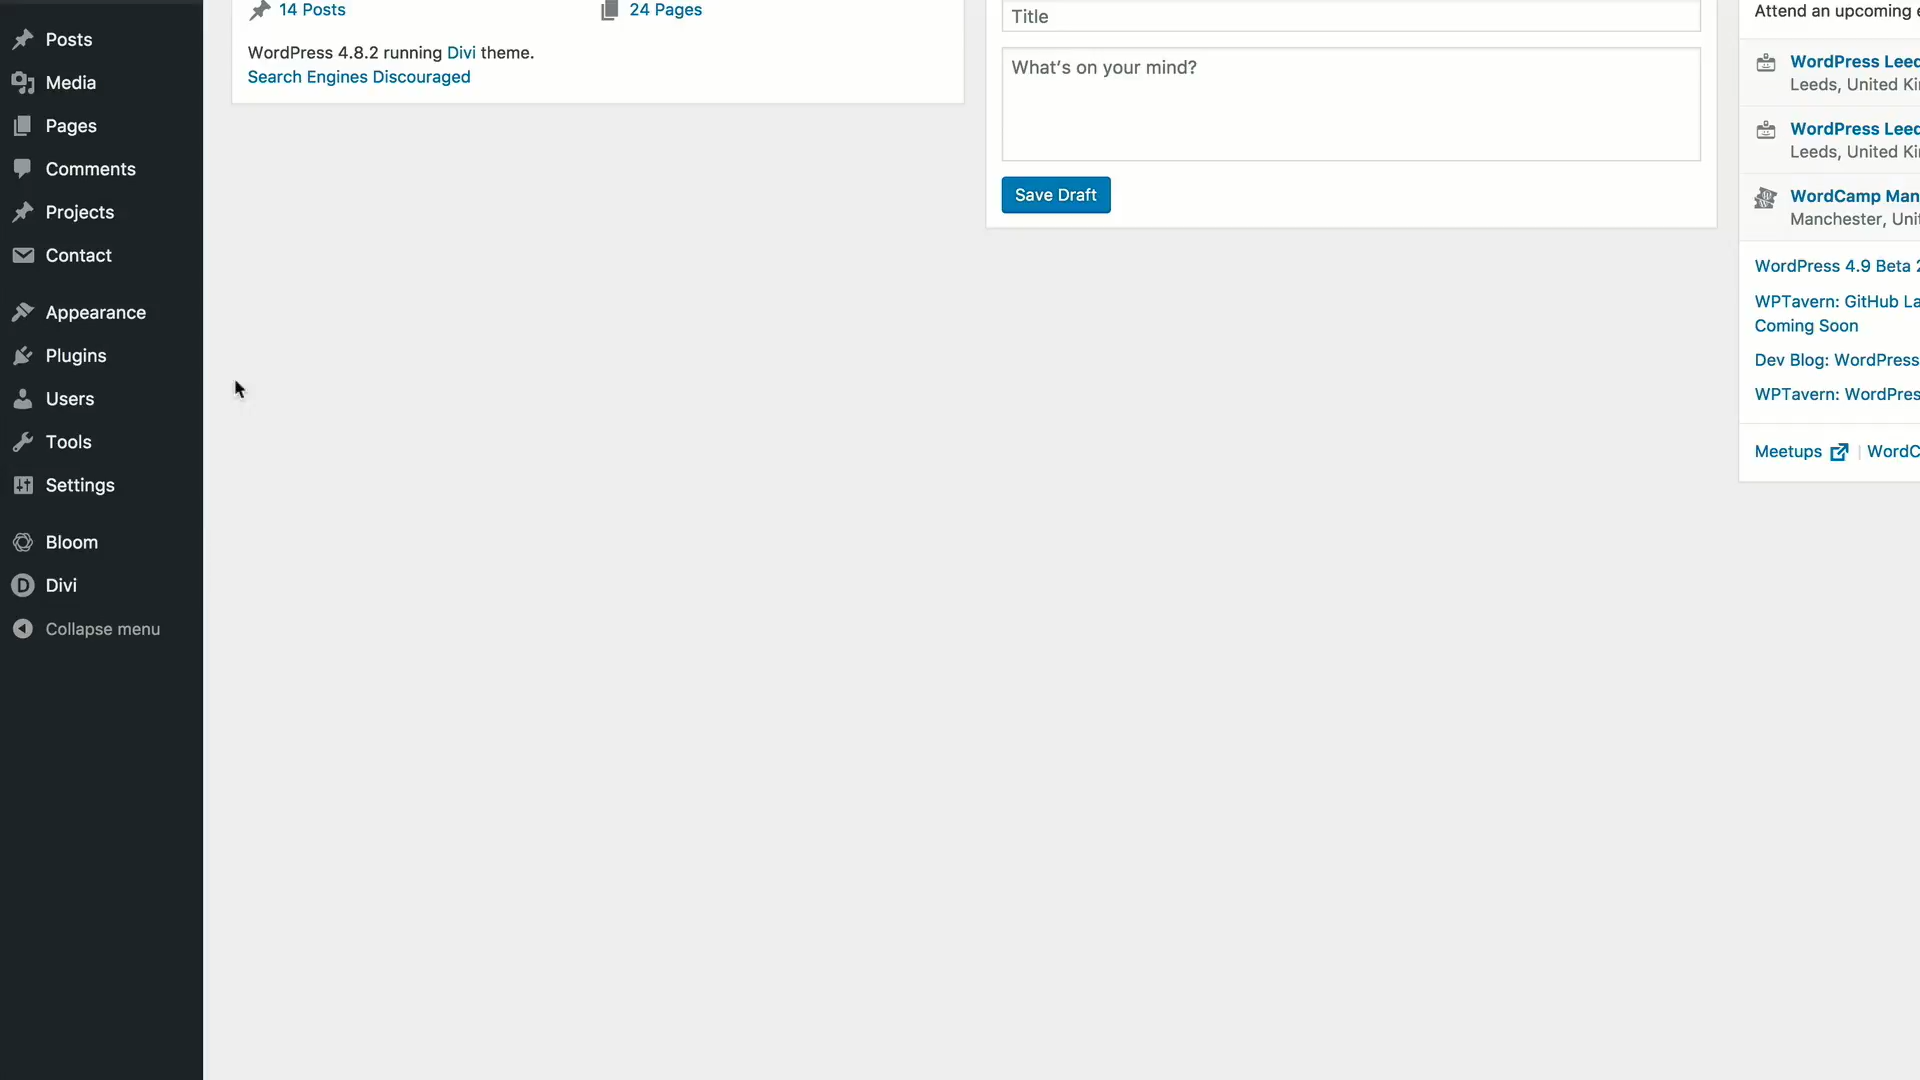 Posts
Media
Pages
Comments
Projects
Contact
Appearance
Plugins
Users
Tools
Settings
Bloom
Divi
Collapse menu
14 Posts
24 Pages
WordPress 4.8.2 running Divi theme.
Search Engines Discouraged
Title
What's on your mind?
Save Draft
Attend an upcoming
WordPress Leed
Leeds, United Ki
WordPress Leed
Leeds, United Ki
WordCamp Man
Manchester, Uni
WordPress 4.9 Beta 2
WPTavern: GitHub La
Coming Soon
Dev Blog: WordPress
WPTavern: WordPres
Meetups | WordC